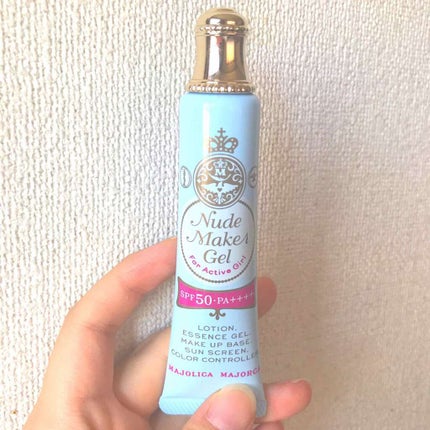 M
Nude
Maker
Gel
For Active Girl
SPF50·PA++++
LOTION,
ESSENCE GEL,
MAKE UP BASE,
SUN SCREEN,
COLOR CONTROLLER
MAJOLICA MAJORCA